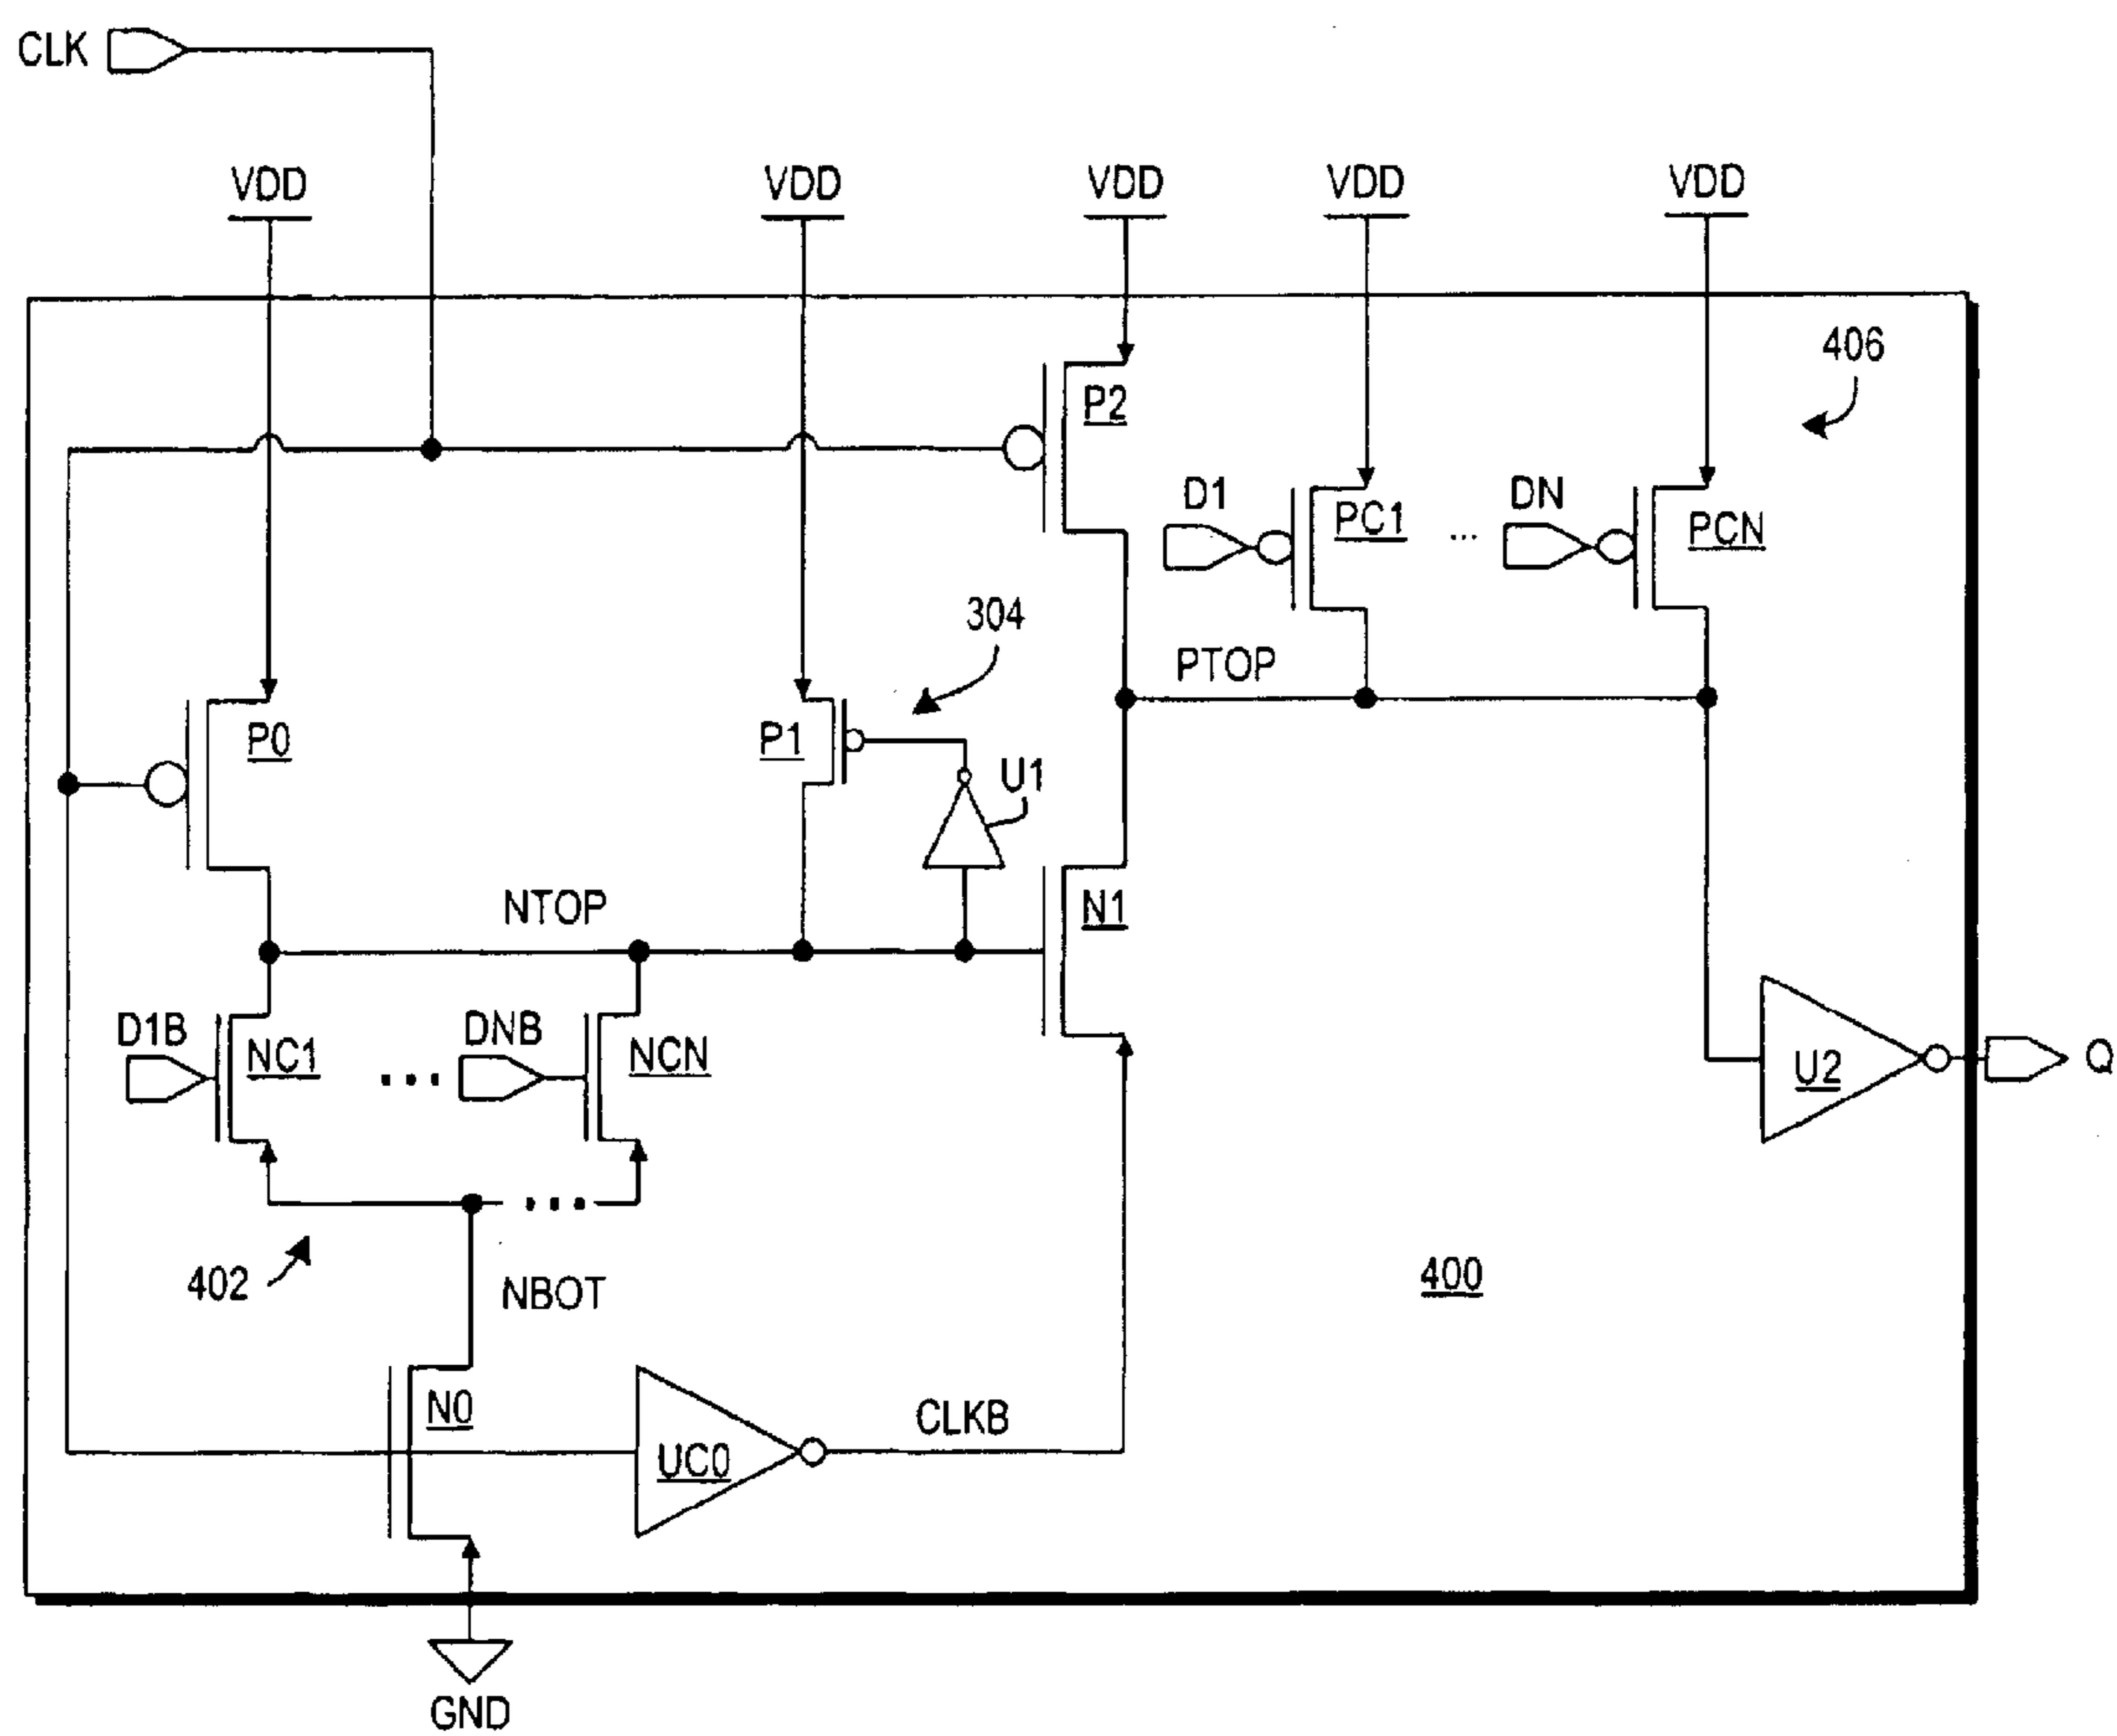 CLK
VDD
VDD
VDD
VDD
VDD
406
P2
D1
PC1
...
DN
PCN
304
PTOP
P0
P1
U1
NTOP
N1
D1B
NC1
...
DNB
NCN
U2
Q
...
402
NBOT
400
N0
UC0
CLKB
GND